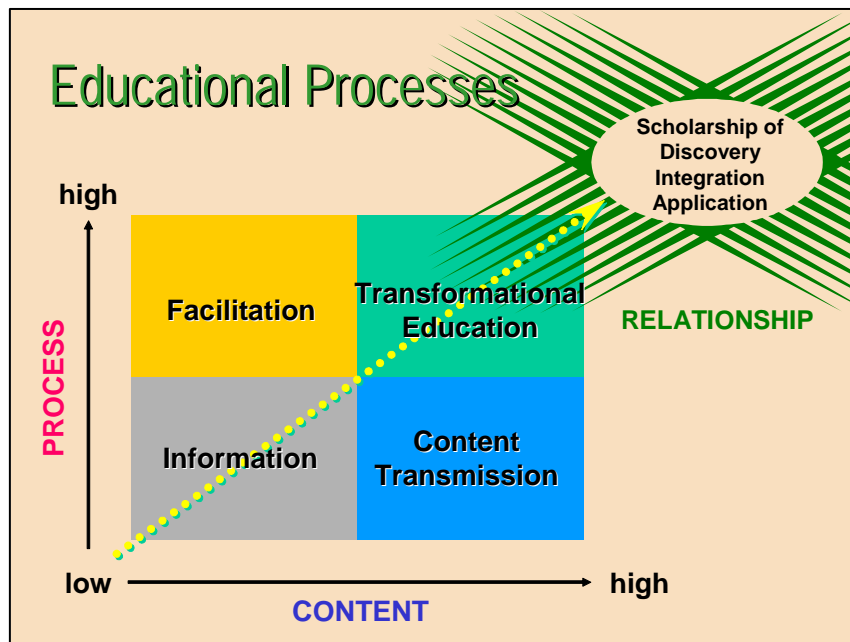 Educational Processes
Scholarship of
Discovery
Integration
Application
high
Facilitation
Transformational
Education
RELATIONSHIP
PROCESS
Information
Content
Transmission
low
high
CONTENT